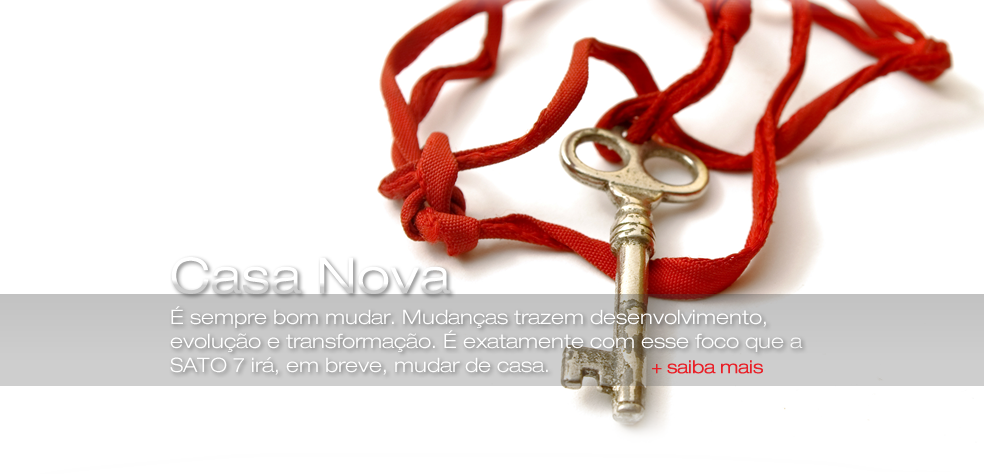 Casa Nova
É sempre bom mudar. Mudanças trazem desenvolvimento,
evolução e transformação. É exatamente com esse foco que a
SATO 7 irá, em breve, mudar de casa.
+ saiba mais